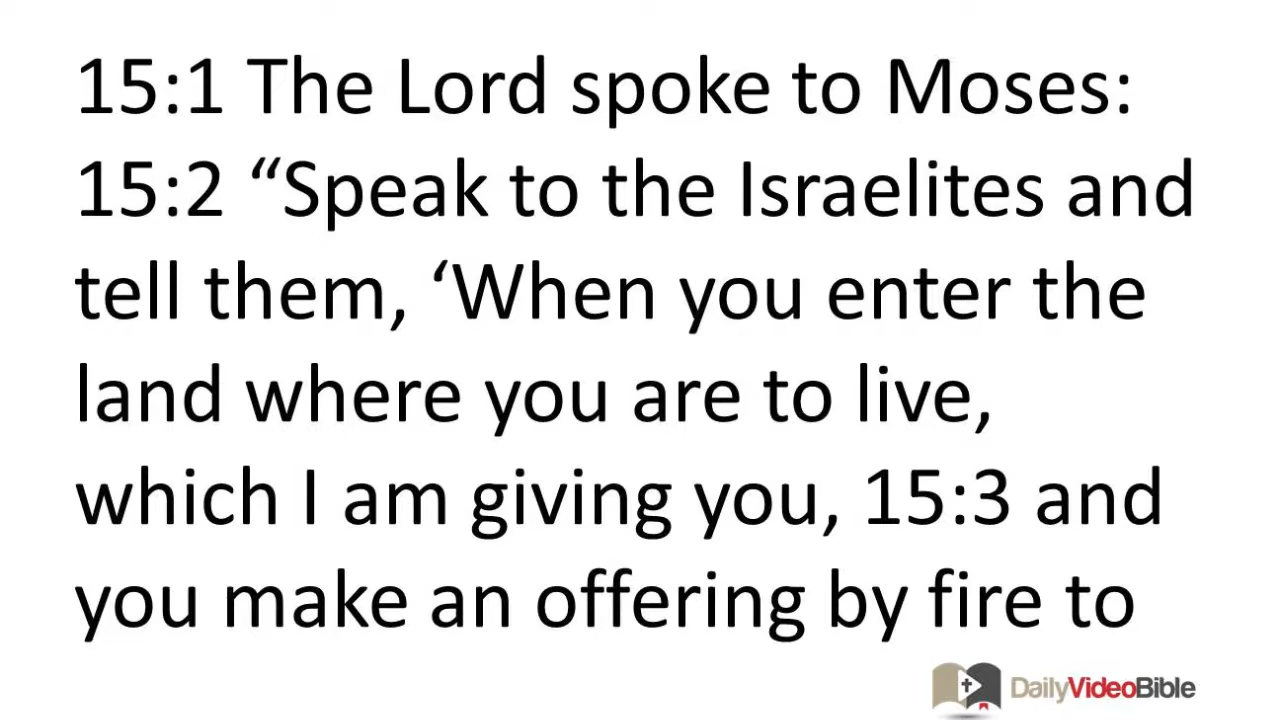 15:1 The Lord spoke to Moses:
15:2 “Speak to the Israelites and
tell them, ‘When you enter the
land where you are to live,
which I am giving you, 15:3 and
you make an offering by fire to
DailyVideoBible